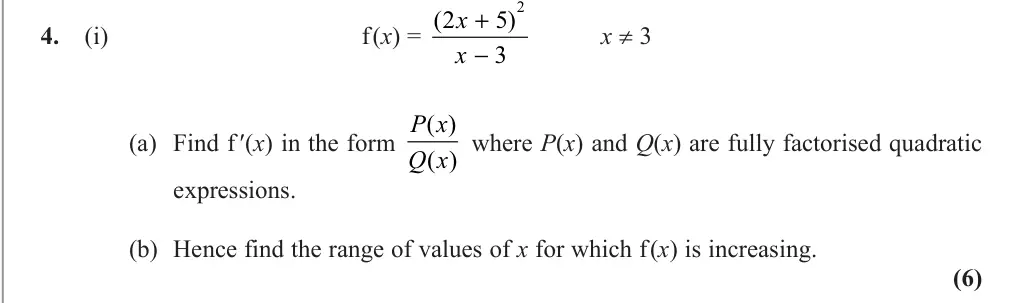 4. (i) f(x) = (2x + 5)² / (x − 3) x ≠ 3
(a) Find f′(x) in the form P(x)/Q(x) where P(x) and Q(x) are fully factorised quadratic
expressions.
(b) Hence find the range of values of x for which f(x) is increasing.
(6)